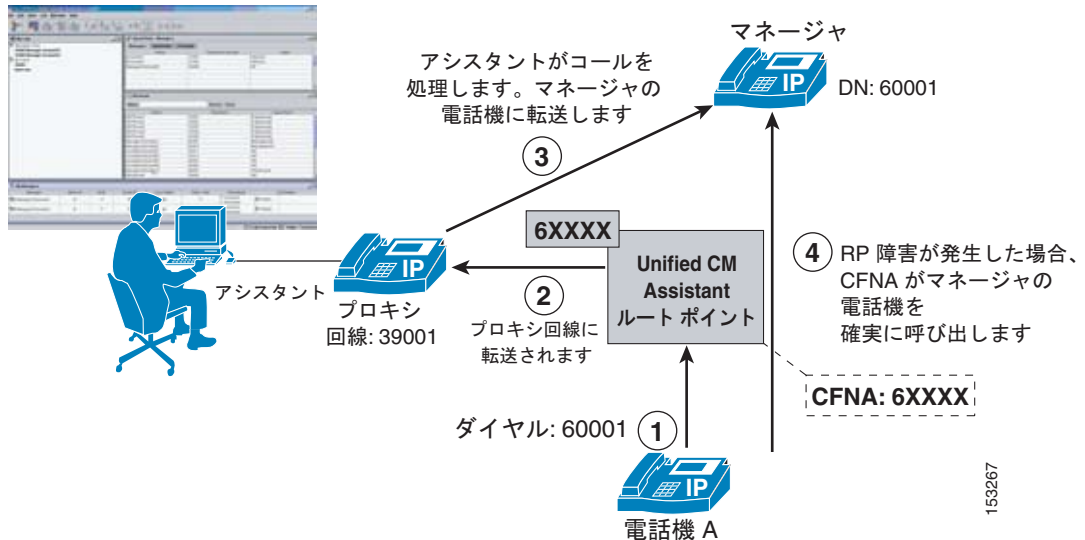 マネージャ
IP
DN: 60001
アシスタントがコールを
処理します。マネージャの
電話機に転送します
3
6XXXX
Unified CM
Assistant
ルート ポイント
4
RP 障害が発生した場合、
CFNA がマネージャの
電話機を
確実に呼び出します
アシスタント
IP
プロキシ
回線: 39001
2
プロキシ回線に
転送されます
CFNA: 6XXXX
ダイヤル: 60001
1
IP
電話機 A
153267